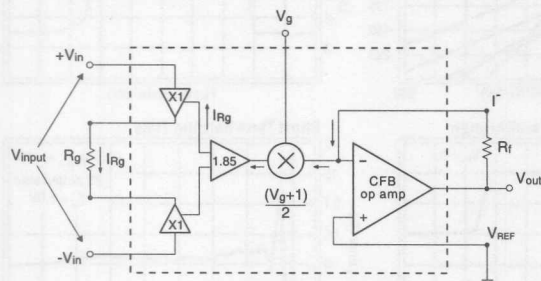 Vg
+Vin
X1
IRg
I-
Vinput
Rg
IRg
1.85
X
Rf
CFB
op amp
Vout
(Vg+1)
2
X1
VREF
-Vin